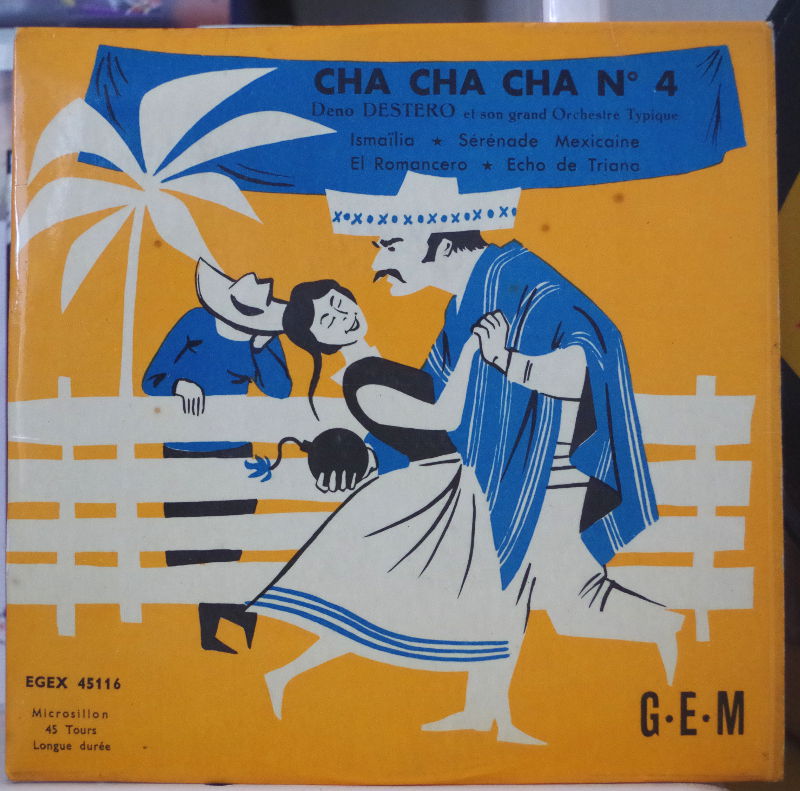 CHA CHA CHA N° 4
Deno DESTERO et son grand Orchestre Typique
Ismaïlia ★ Sérénade Mexicaine
El Romancero ★ Echo de Triana
EGEX 45116
Microsillon
45 Tours
Longue durée
G·E·M